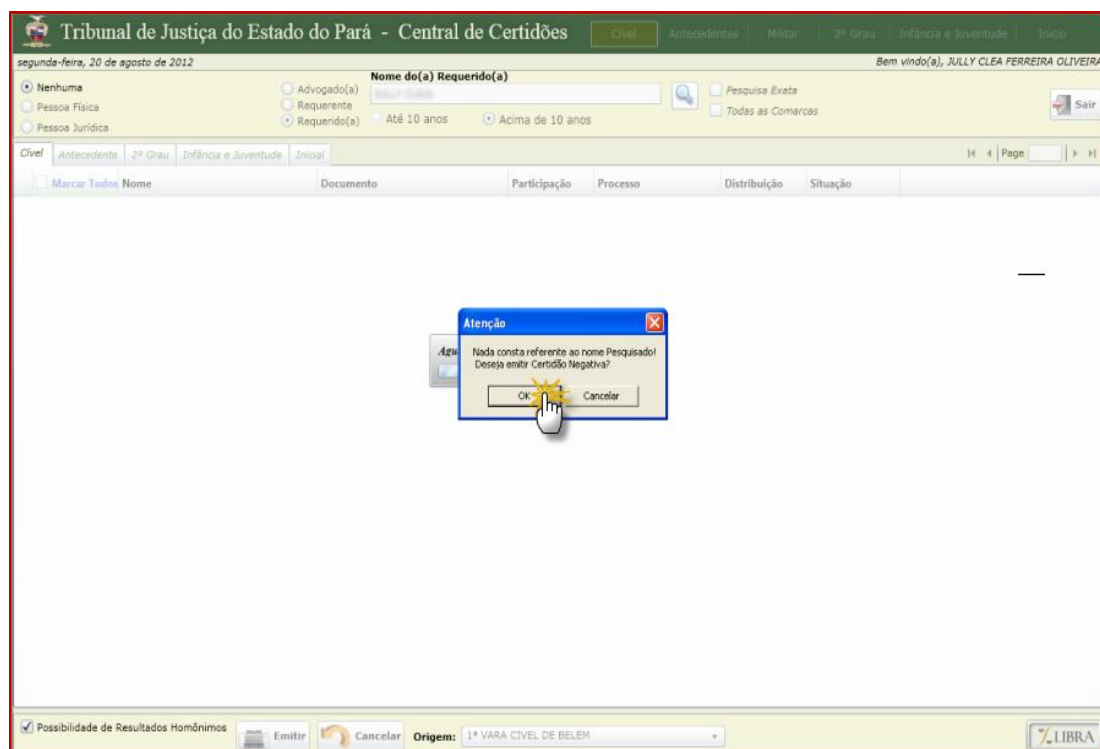 Tribunal de Justiça do Estado do Pará - Central de Certidões
Cível Antecedentes Militar 2º Grau Infância e Juventude Início
segunda-feira, 20 de agosto de 2012
Bem vindo(a), JULLY CLEA FERREIRA OLIVEIRA
Nenhuma
Pessoa Física
Pessoa Jurídica
Advogado(a)
Requerente
Requerido(a)
Nome do(a) Requerido(a)
Até 10 anos Acima de 10 anos
Pesquisa Exata
Todas as Comarcas
Sair
Cível Antecedente 2º Grau Infância e Juventude Inicial
Page
Marcar Todos Nome Documento Participação Processo Distribuição Situação
Atenção
Nada consta referente ao nome Pesquisado!
Deseja emitir Certidão Negativa?
OK Cancelar
Possibilidade de Resultados Homônimos
Emitir Cancelar Origem: 1ª VARA CIVEL DE BELEM
LIBRA